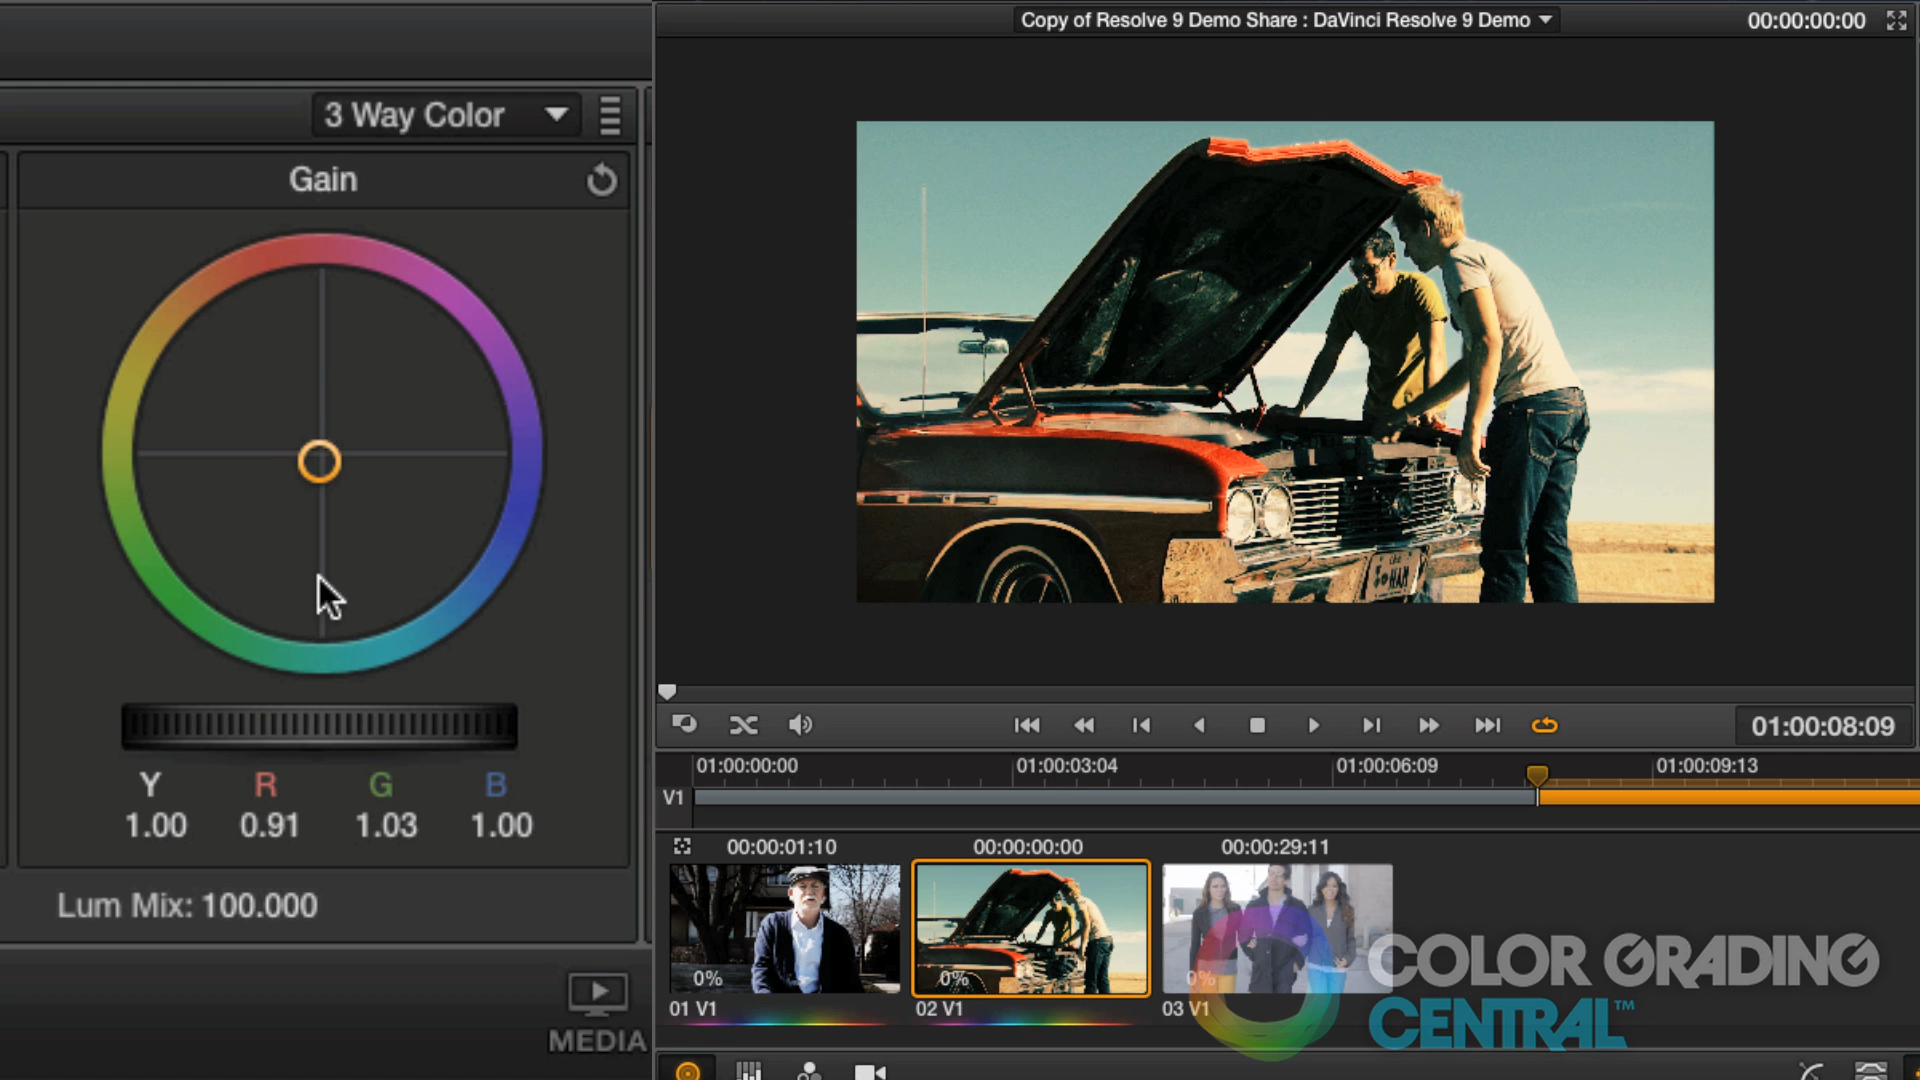 Copy of Resolve 9 Demo Share : DaVinci Resolve 9 Demo
00:00:00:00
3 Way Color
Gain
01:00:08:09
01:00:00:00
01:00:03:04
01:00:06:09
01:00:09:13
V1
Y R G B
1.00 0.91 1.03 1.00
00:00:01:10
00:00:00:00
00:00:29:11
Lum Mix: 100.000
0%
0%
0%
01 V1
02 V1
03 V1
COLOR GRADING
CENTRAL™
MEDIA